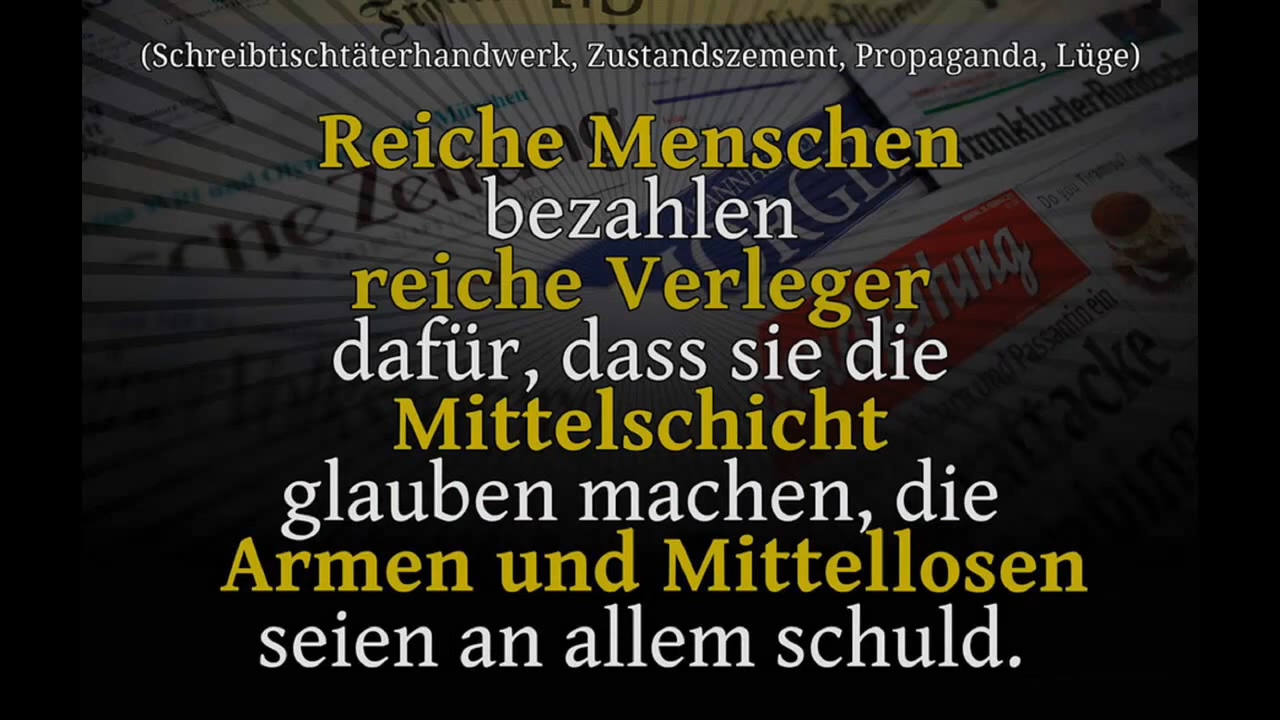 (Schreibtischtäterhandwerk, Zustandszement, Propaganda, Lüge)
Reiche Menschen
bezahlen
reiche Verleger
dafür, dass sie die
Mittelschicht
glauben machen, die
Armen und Mittellosen
seien an allem schuld.